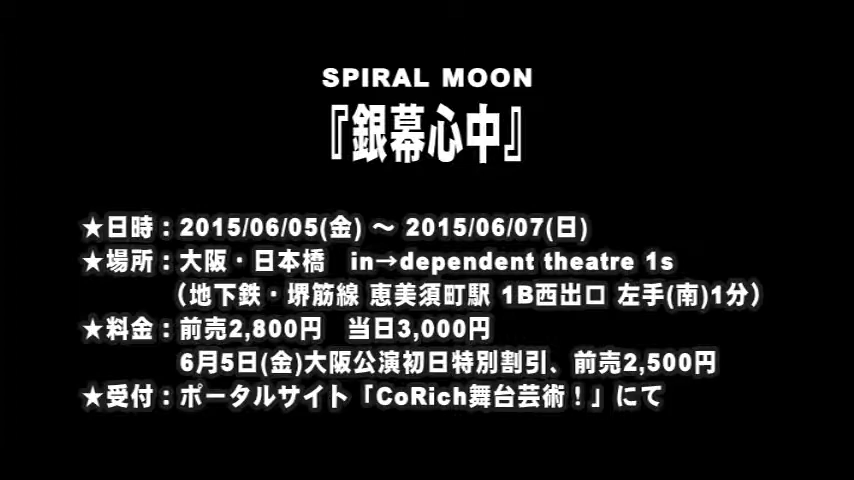 SPIRAL MOON
『銀幕心中』
★日時：2015/06/05(金) ～ 2015/06/07(日)
★場所：大阪・日本橋　in→dependent theatre 1s
（地下鉄・堺筋線 恵美須町駅 1B西出口 左手(南)1分）
★料金：前売2,800円　当日3,000円
6月5日(金)大阪公演初日特別割引、前売2,500円
★受付：ポータルサイト「CoRich舞台芸術！」にて